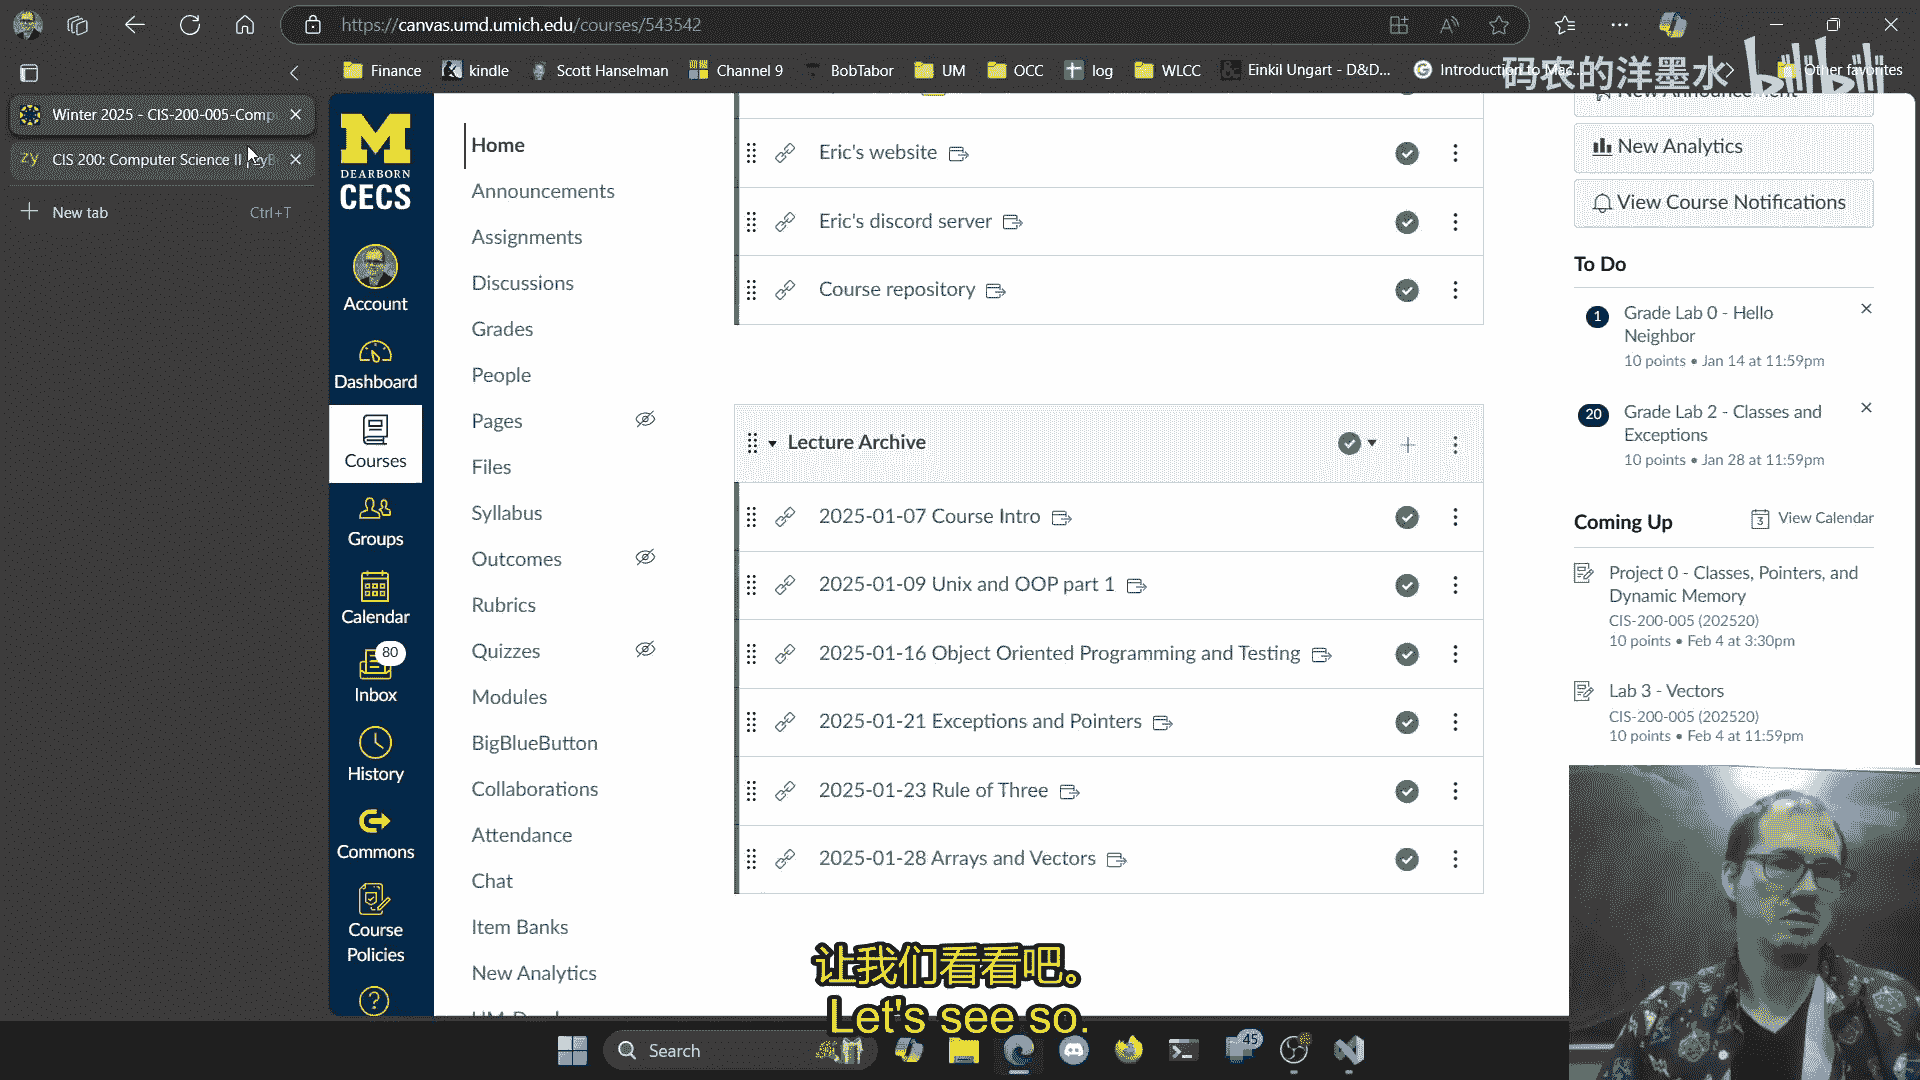 https://canvas.umd.umich.edu/courses/543542
Finance
kindle
Scott Hanselman
Channel 9
BobTabor
UM
OCC
log
WLCC
Einkil Ungart - D&D...
Other favorites
码农的洋墨水
bilibili
Winter 2025 - CIS-200-005-Comp
zy CIS 200: Computer Science II
New tab
Ctrl+T
M
DEARBORN
CECS
Account
Dashboard
Courses
Groups
Calendar
80
Inbox
History
Commons
Course
Policies
Home
Announcements
Assignments
Discussions
Grades
People
Pages
Files
Syllabus
Outcomes
Rubrics
Quizzes
Modules
BigBlueButton
Collaborations
Attendance
Chat
Item Banks
New Analytics
Eric's website
Eric's discord server
Course repository
Lecture Archive
2025-01-07 Course Intro
2025-01-09 Unix and OOP part 1
2025-01-16 Object Oriented Programming and Testing
2025-01-21 Exceptions and Pointers
2025-01-23 Rule of Three
2025-01-28 Arrays and Vectors
New Announcement
New Analytics
View Course Notifications
To Do
1
Grade Lab 0 - Hello
Neighbor
10 points • Jan 14 at 11:59pm
20
Grade Lab 2 - Classes and
Exceptions
10 points • Jan 28 at 11:59pm
Coming Up
3
View Calendar
Project 0 - Classes, Pointers, and
Dynamic Memory
CIS-200-005 (202520)
10 points • Feb 4 at 3:30pm
Lab 3 - Vectors
CIS-200-005 (202520)
10 points • Feb 4 at 11:59pm
让我们看看吧。
Let's see so.
Search
45